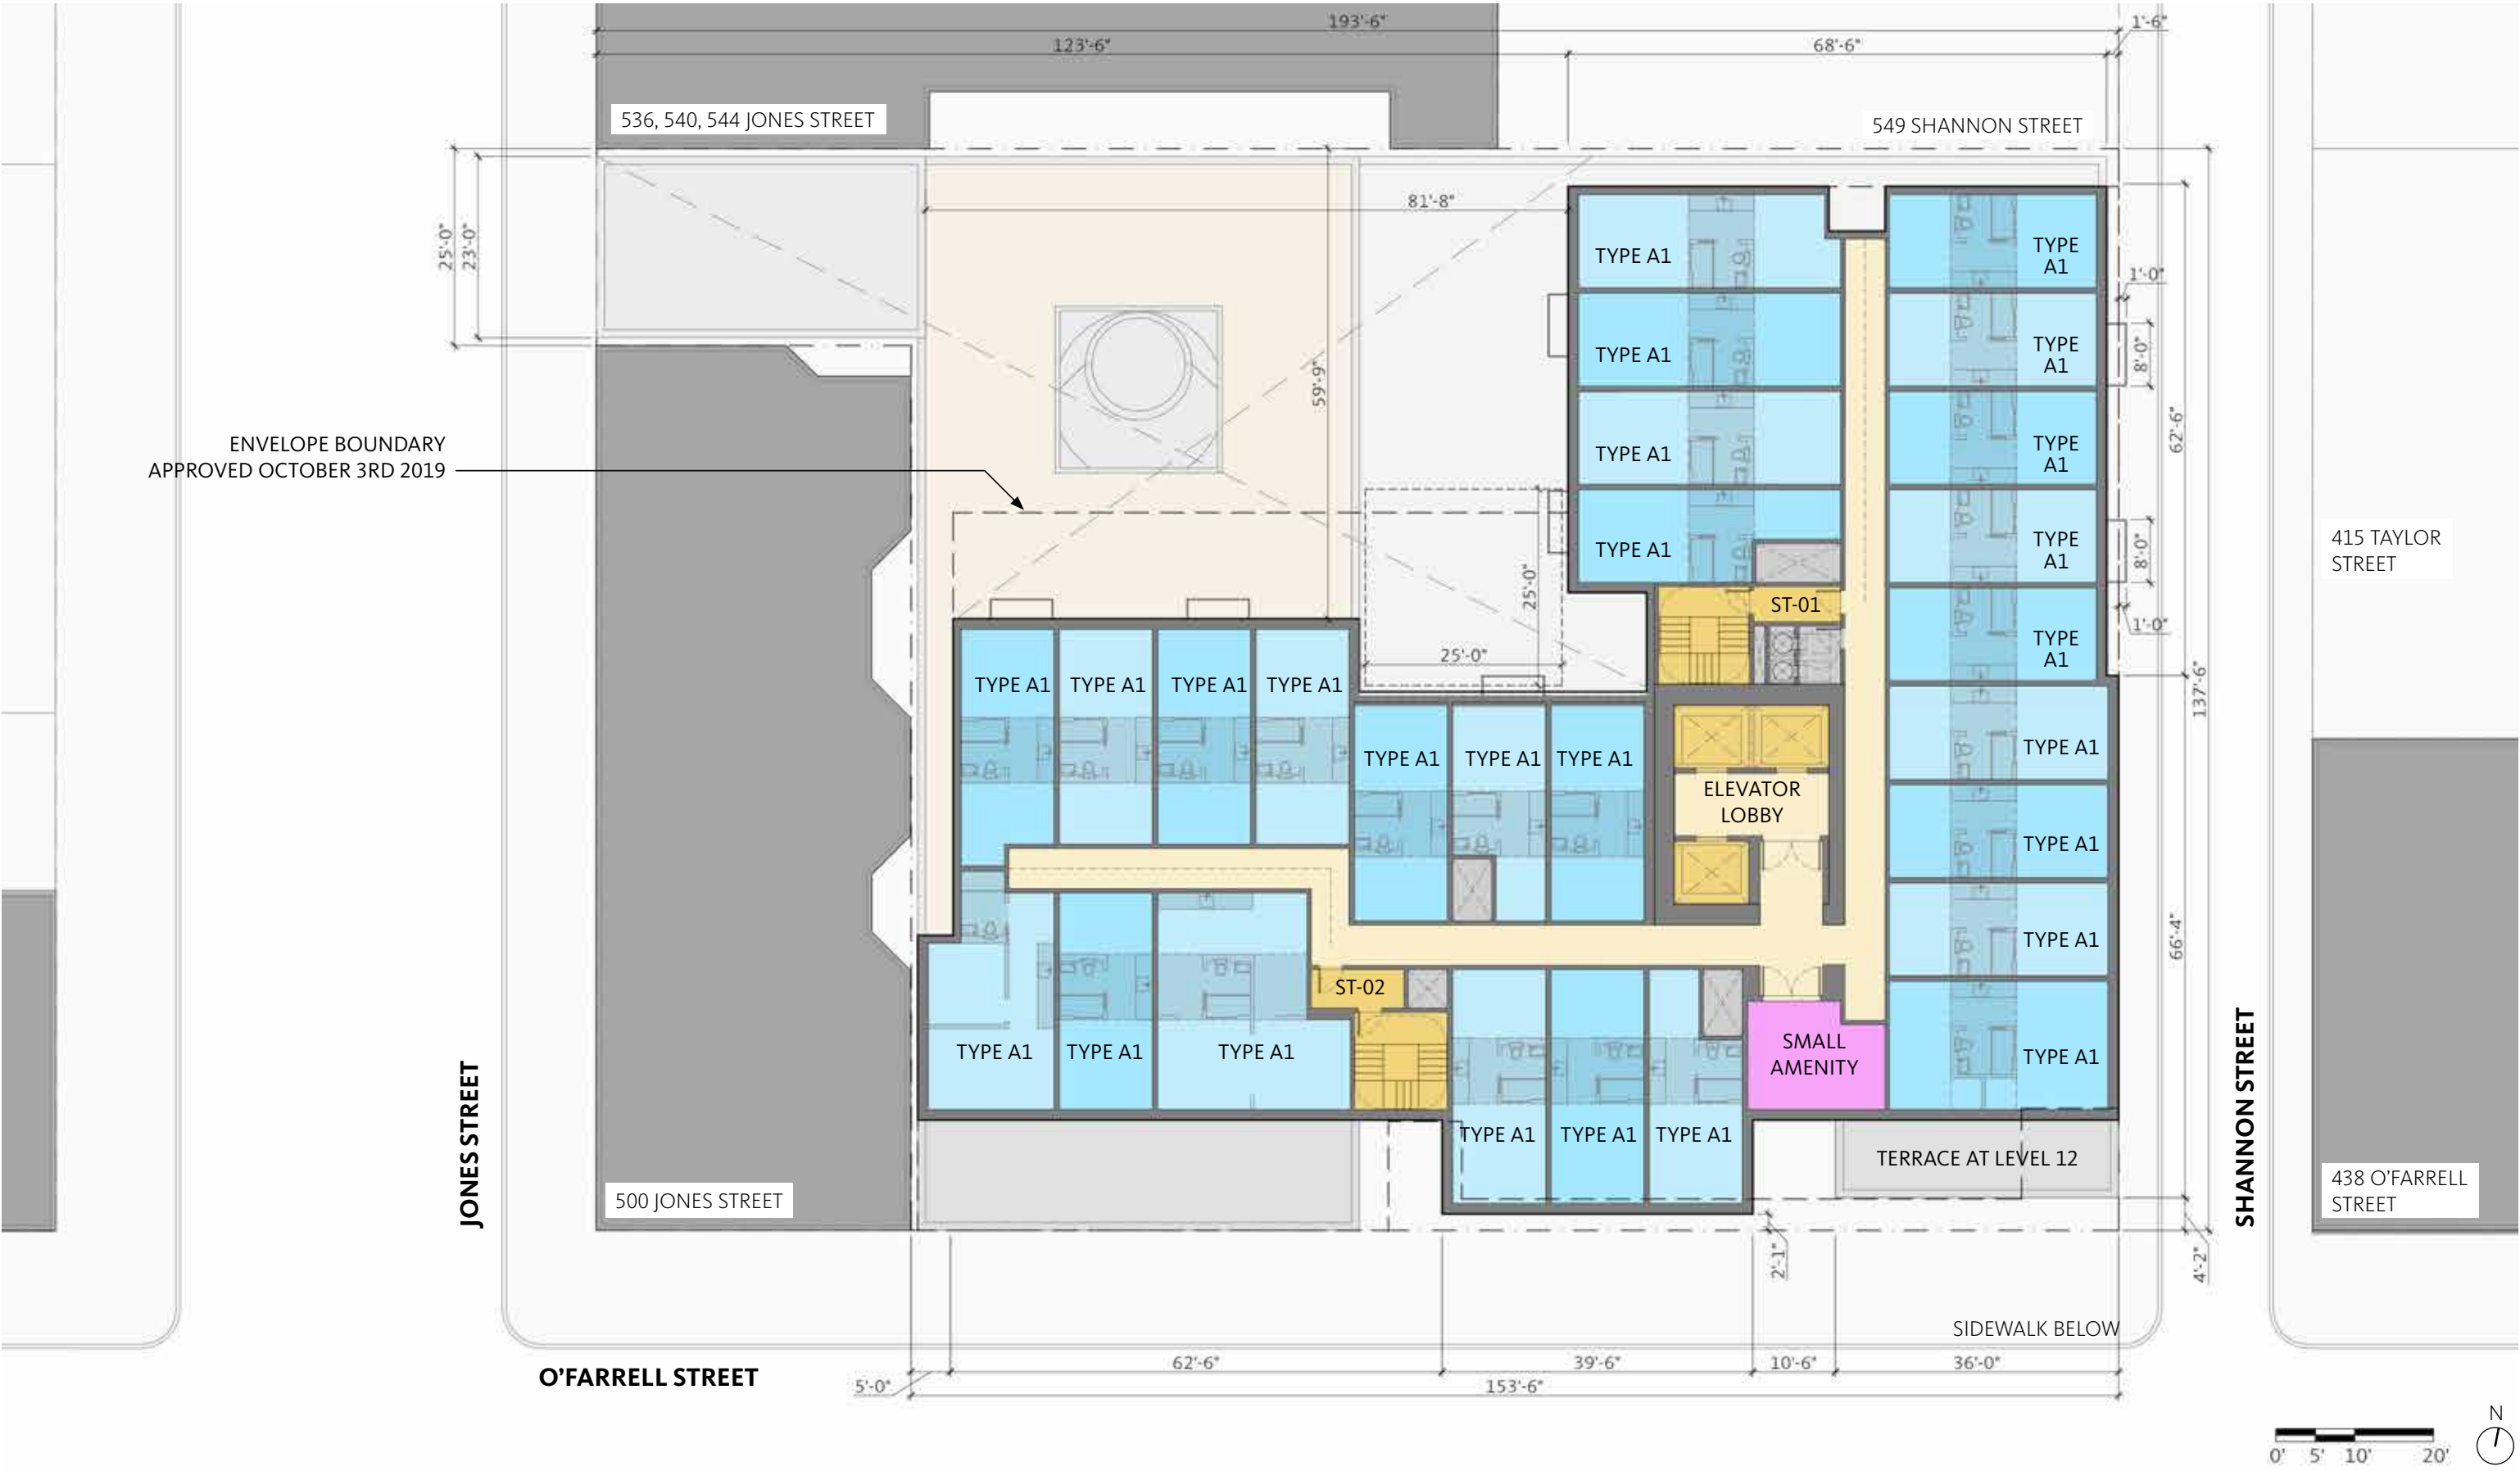 193'-6"
1'-6"
123'-6"
68'-6"
536, 540, 544 JONES STREET
549 SHANNON STREET
81'-8"
25'-0"
23'-0"
TYPE A1
TYPE
A1
1'-0"
TYPE A1
TYPE
A1
8'-0"
59'-9"
62'-6"
ENVELOPE BOUNDARY
APPROVED OCTOBER 3RD 2019
TYPE A1
TYPE
A1
TYPE A1
TYPE
A1
8'-0"
415 TAYLOR
STREET
25'-0"
ST-01
1'-0"
25'-0"
TYPE
A1
137'-6"
TYPE A1
TYPE A1
TYPE A1
TYPE A1
TYPE A1
TYPE A1
TYPE A1
TYPE A1
ELEVATOR
LOBBY
TYPE A1
TYPE A1
66'-4"
ST-02
TYPE A1
TYPE A1
TYPE A1
SMALL
AMENITY
TYPE A1
TYPE A1
TYPE A1
TYPE A1
TERRACE AT LEVEL 12
JONES STREET
SHANNON STREET
500 JONES STREET
438 O'FARRELL
STREET
2'-1"
4'-2"
SIDEWALK BELOW
O'FARRELL STREET
62'-6"
39'-6"
10'-6"
36'-0"
5'-0"
153'-6"
N
0' 5' 10' 20'